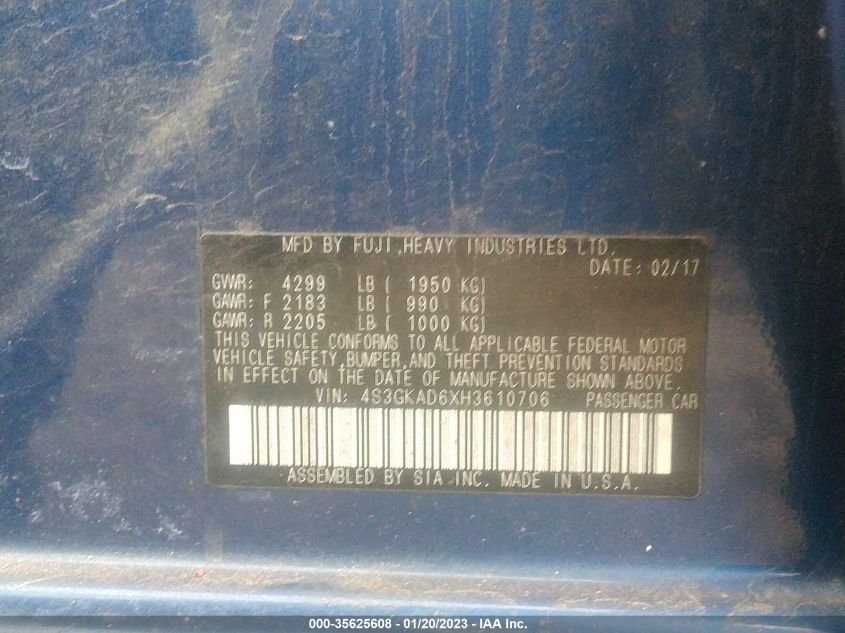 MFD BY FUJI HEAVY INDUSTRIES LTD.
DATE: 02/17
GVWR: 4299 LB ( 1950 KG)
GAWR: F 2183 LB ( 990 KG)
GAWR: R 2205 LB ( 1000 KG)
THIS VEHICLE CONFORMS TO ALL APPLICABLE FEDERAL MOTOR
VEHICLE SAFETY, BUMPER, AND THEFT PREVENTION STANDARDS
IN EFFECT ON THE DATE OF MANUFACTURE SHOWN ABOVE.
VIN: 4S3GKAD6XH3610706 PASSENGER CAR
ASSEMBLED BY SIA INC. MADE IN U.S.A.
000-35625608 - 01/20/2023 - © IAA Inc.